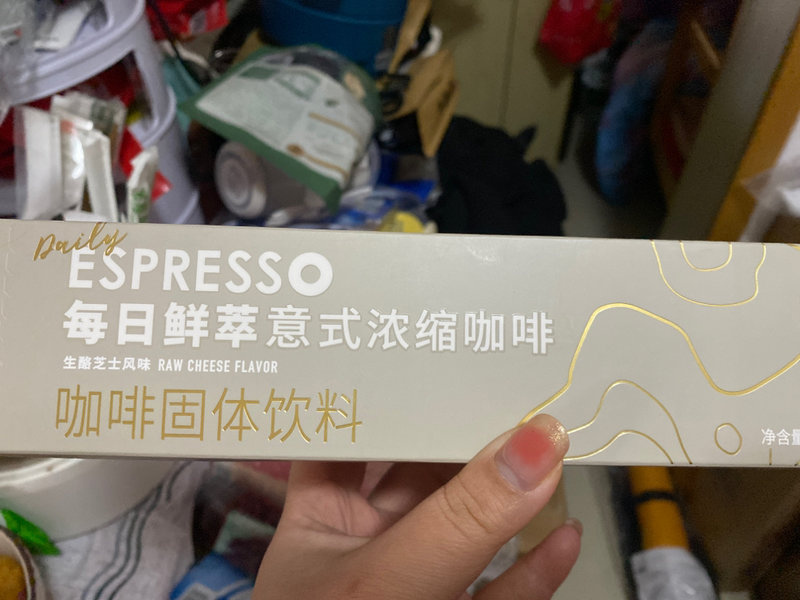 Daily
ESPRESSO
每日鲜萃意式浓缩咖啡
生酪芝士风味 RAW CHEESE FLAVOR
咖啡固体饮料
净含量